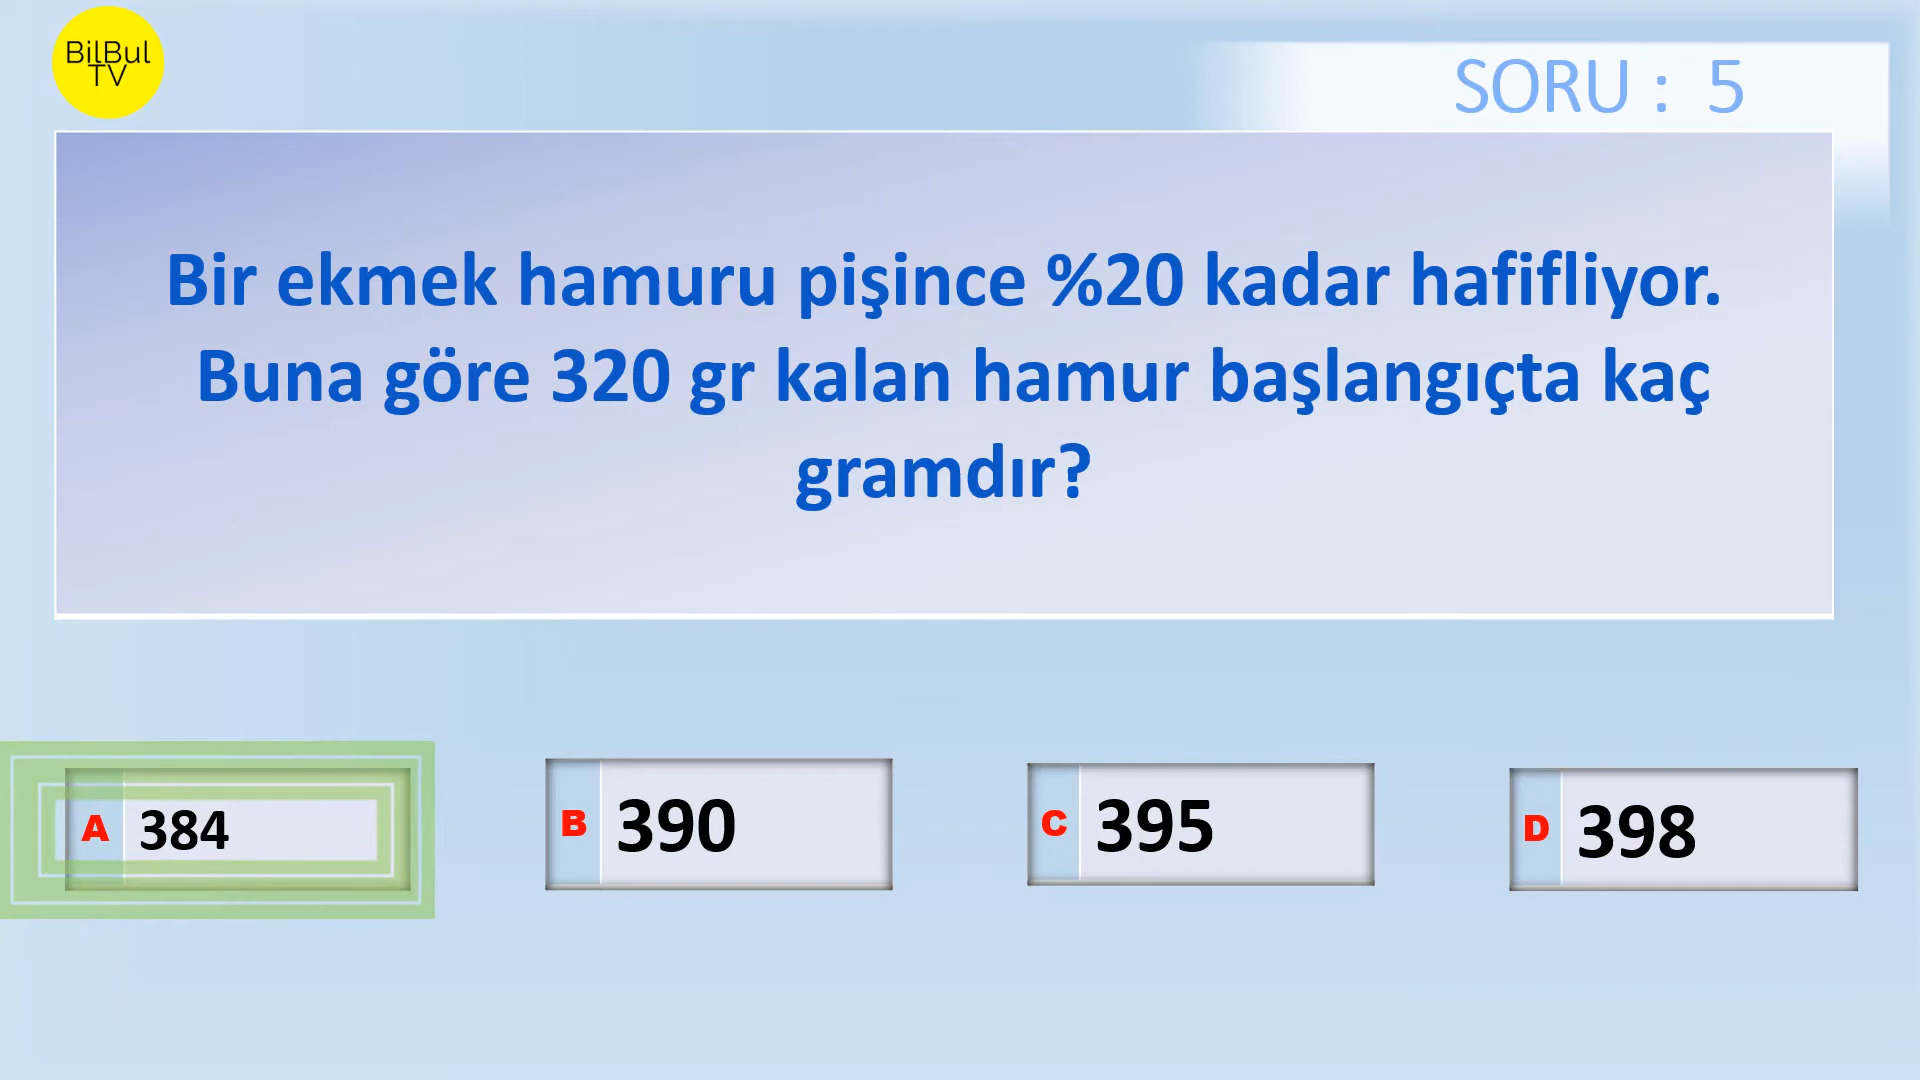 BilBul
TV
SORU : 5
Bir ekmek hamuru pişince %20 kadar hafifliyor.
Buna göre 320 gr kalan hamur başlangıçta kaç
gramdır?
A 384
B 390
C 395
D 398